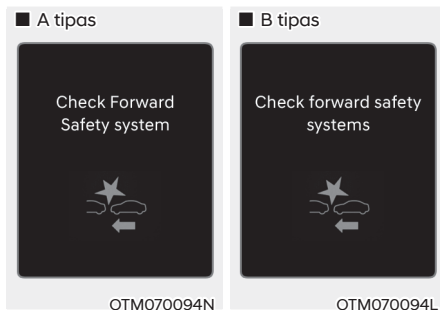 ■ A tipas
Check Forward
Safety system
OTM070094N
■ B tipas
Check forward safety
systems
OTM070094L